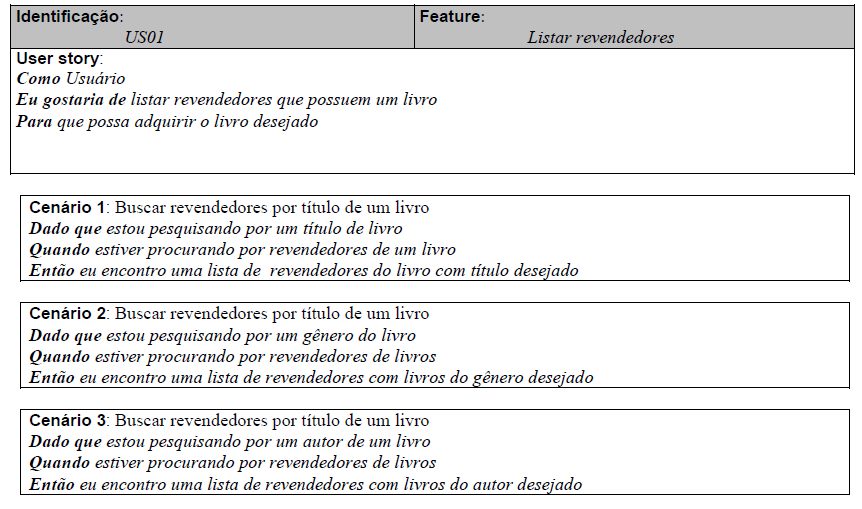 Identificação: Feature:
US01 Listar revendedores
User story:
Como Usuário
Eu gostaria de listar revendedores que possuem um livro
Para que possa adquirir o livro desejado
Cenário 1: Buscar revendedores por título de um livro
Dado que estou pesquisando por um título de livro
Quando estiver procurando por revendedores de um livro
Então eu encontro uma lista de revendedores do livro com título desejado
Cenário 2: Buscar revendedores por título de um livro
Dado que estou pesquisando por um gênero do livro
Quando estiver procurando por revendedores de livros
Então eu encontro uma lista de revendedores com livros do gênero desejado
Cenário 3: Buscar revendedores por título de um livro
Dado que estou pesquisando por um autor de um livro
Quando estiver procurando por revendedores de livros
Então eu encontro uma lista de revendedores com livros do autor desejado